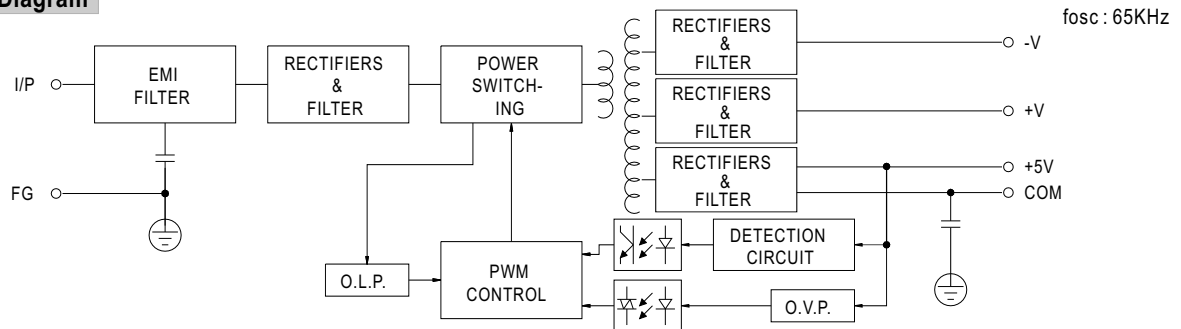 Diagram
fosc : 65KHz
I/P
EMI
FILTER
RECTIFIERS
&
FILTER
POWER
SWITCH-
ING
RECTIFIERS
&
FILTER
-V
RECTIFIERS
&
FILTER
+V
RECTIFIERS
&
FILTER
+5V
COM
FG
O.L.P.
PWM
CONTROL
DETECTION
CIRCUIT
O.V.P.